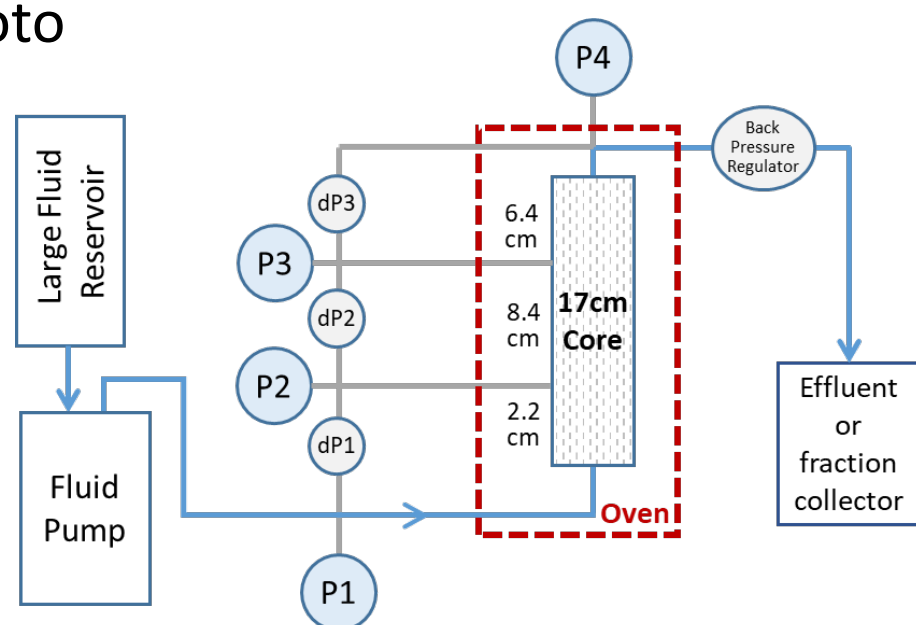 oto
P4
Back
Pressure
Regulator
Large Fluid
Reservoir
dP3
6.4
cm
P3
17cm
Core
dP2
8.4
cm
P2
2.2
cm
dP1
Effluent
or
fraction
collector
Fluid
Pump
Oven
P1